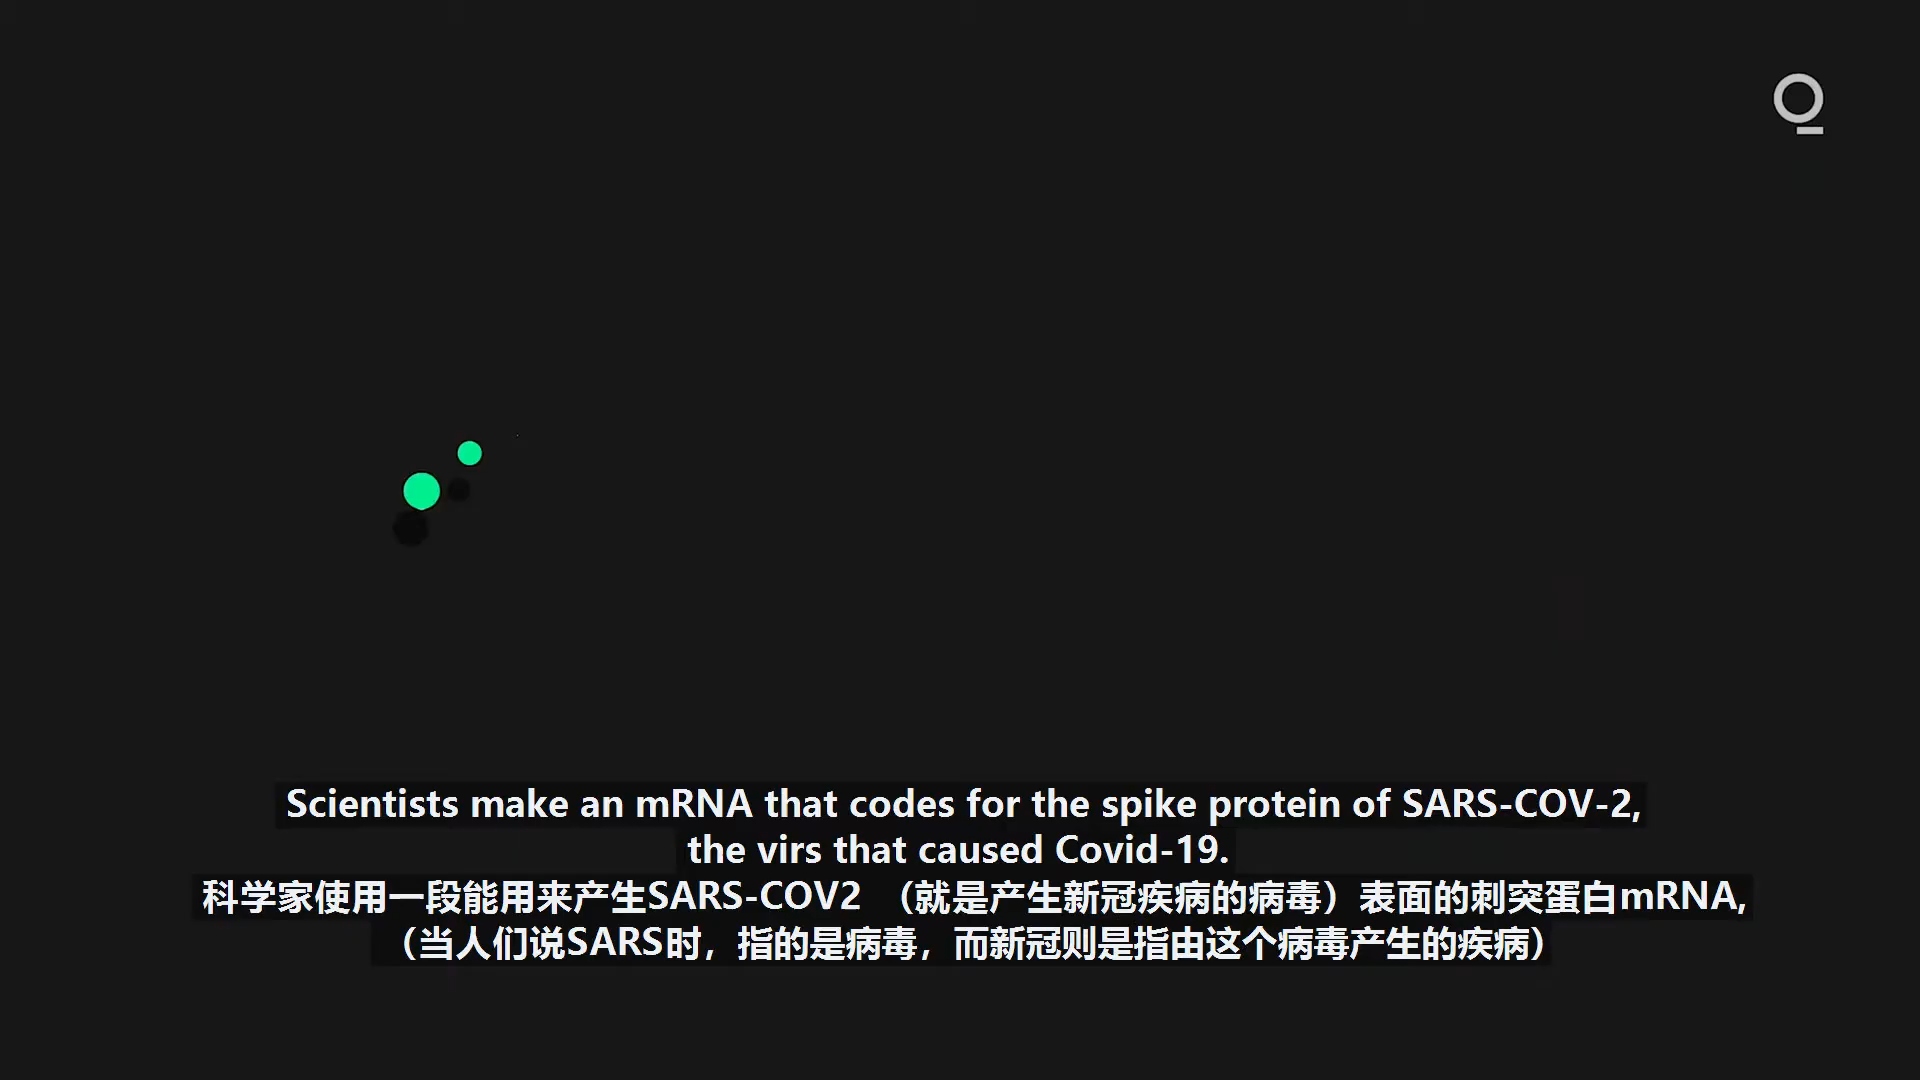 Scientists make an mRNA that codes for the spike protein of SARS-COV-2,
the virs that caused Covid-19.
科学家使用一段能用来产生SARS-COV2 （就是产生新冠疾病的病毒）表面的刺突蛋白mRNA,
（当人们说SARS时，指的是病毒，而新冠则是指由这个病毒产生的疾病）